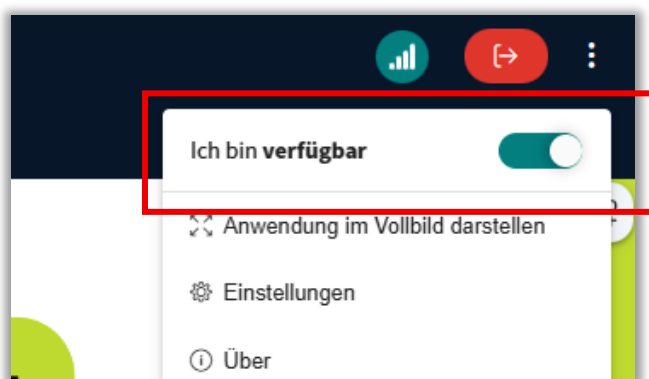 Ich bin verfügbar
Anwendung im Vollbild darstellen
Einstellungen
Über